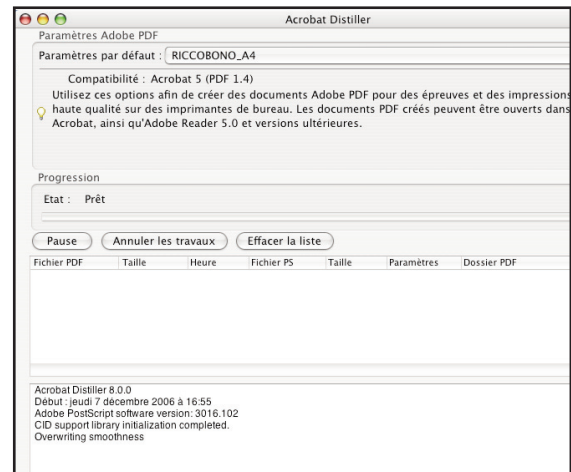 Acrobat Distiller
Paramètres Adobe PDF
Paramètres par défaut : RICCOBONO_A4
Compatibilité : Acrobat 5 (PDF 1.4)
Utilisez ces options afin de créer des documents Adobe PDF pour des épreuves et des impressions
haute qualité sur des imprimantes de bureau. Les documents PDF créés peuvent être ouverts dans
Acrobat, ainsi qu'Adobe Reader 5.0 et versions ultérieures.
Progression
Etat : Prêt
Pause Annuler les travaux Effacer la liste
Fichier PDF Taille Heure Fichier PS Taille Paramètres Dossier PDF
Acrobat Distiller 8.0.0
Début : jeudi 7 décembre 2006 à 16:55
Adobe PostScript software version: 3016.102
CID support library initialization completed.
Overwriting smoothness